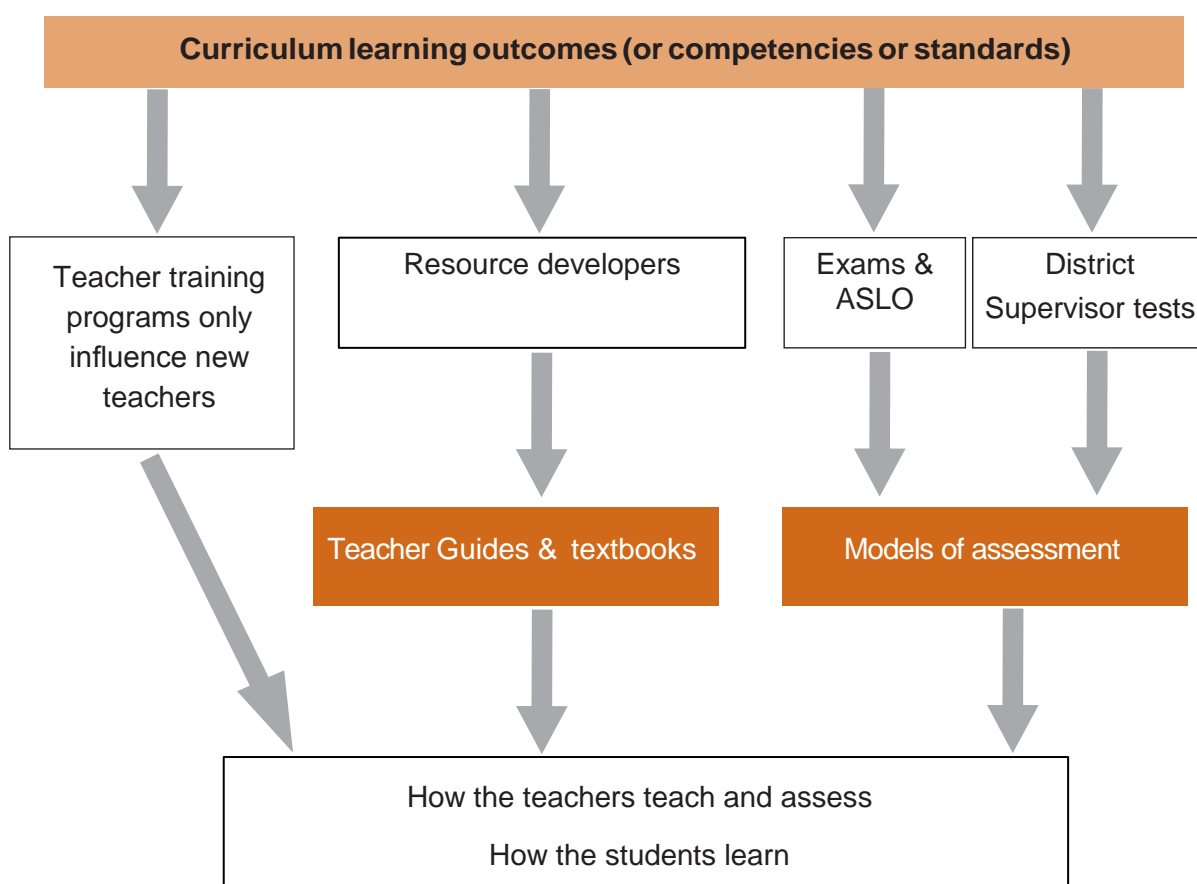 Curriculum learning outcomes (or competencies or standards)
Teacher training
programs only
influence new
teachers
Resource developers
Exams &
ASLO
District
Supervisor tests
Teacher Guides & textbooks
Models of assessment
How the teachers teach and assess
How the students learn